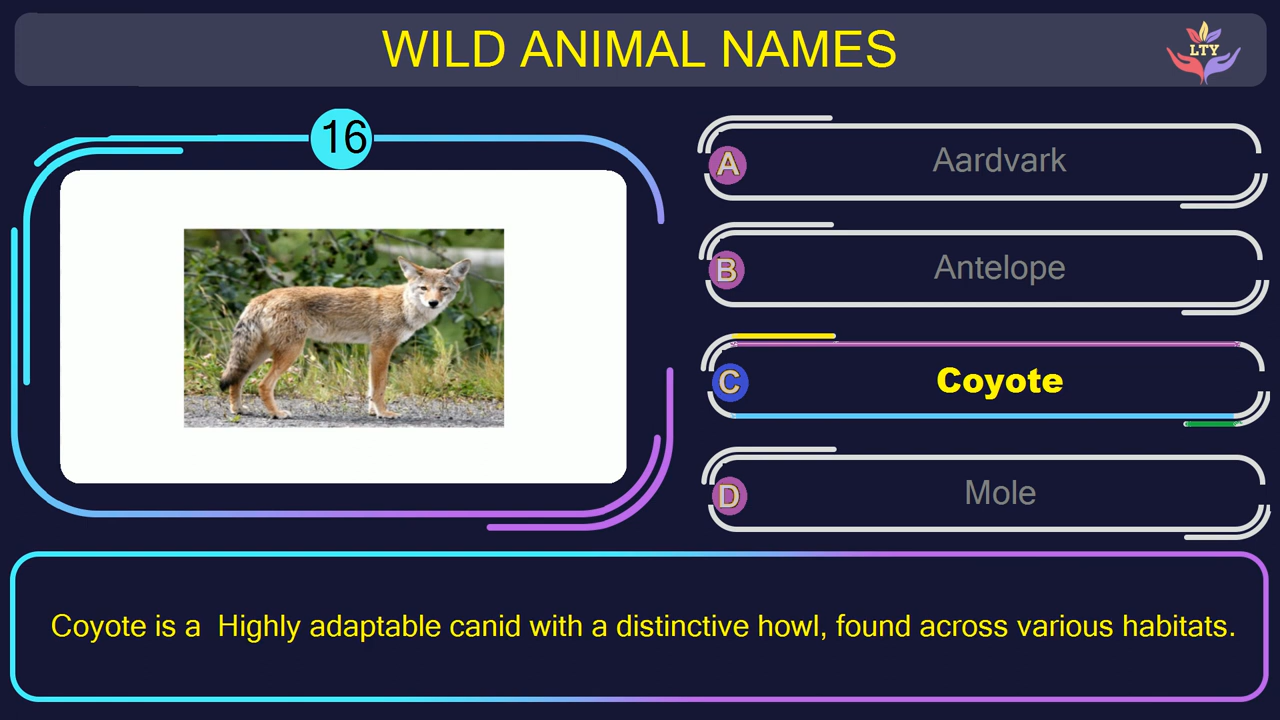 WILD ANIMAL NAMES
LTY
16
A Aardvark
B Antelope
C Coyote
D Mole
Coyote is a  Highly adaptable canid with a distinctive howl, found across various habitats.